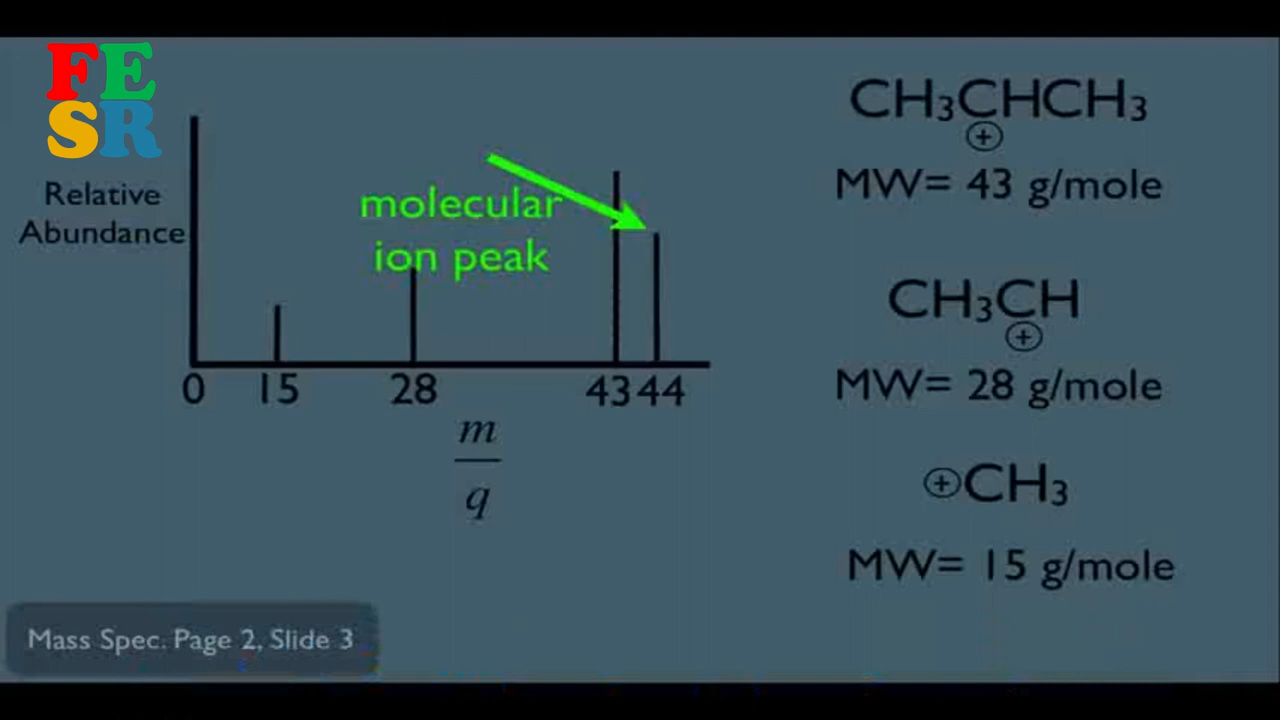 FE
SR
Relative
Abundance
molecular
ion peak
0 15 28 43 44
m
q
CH₃CHCH₃
+
MW= 43 g/mole
CH₃CH
+
MW= 28 g/mole
+CH₃
MW= 15 g/mole
Mass Spec. Page 2, Slide 3